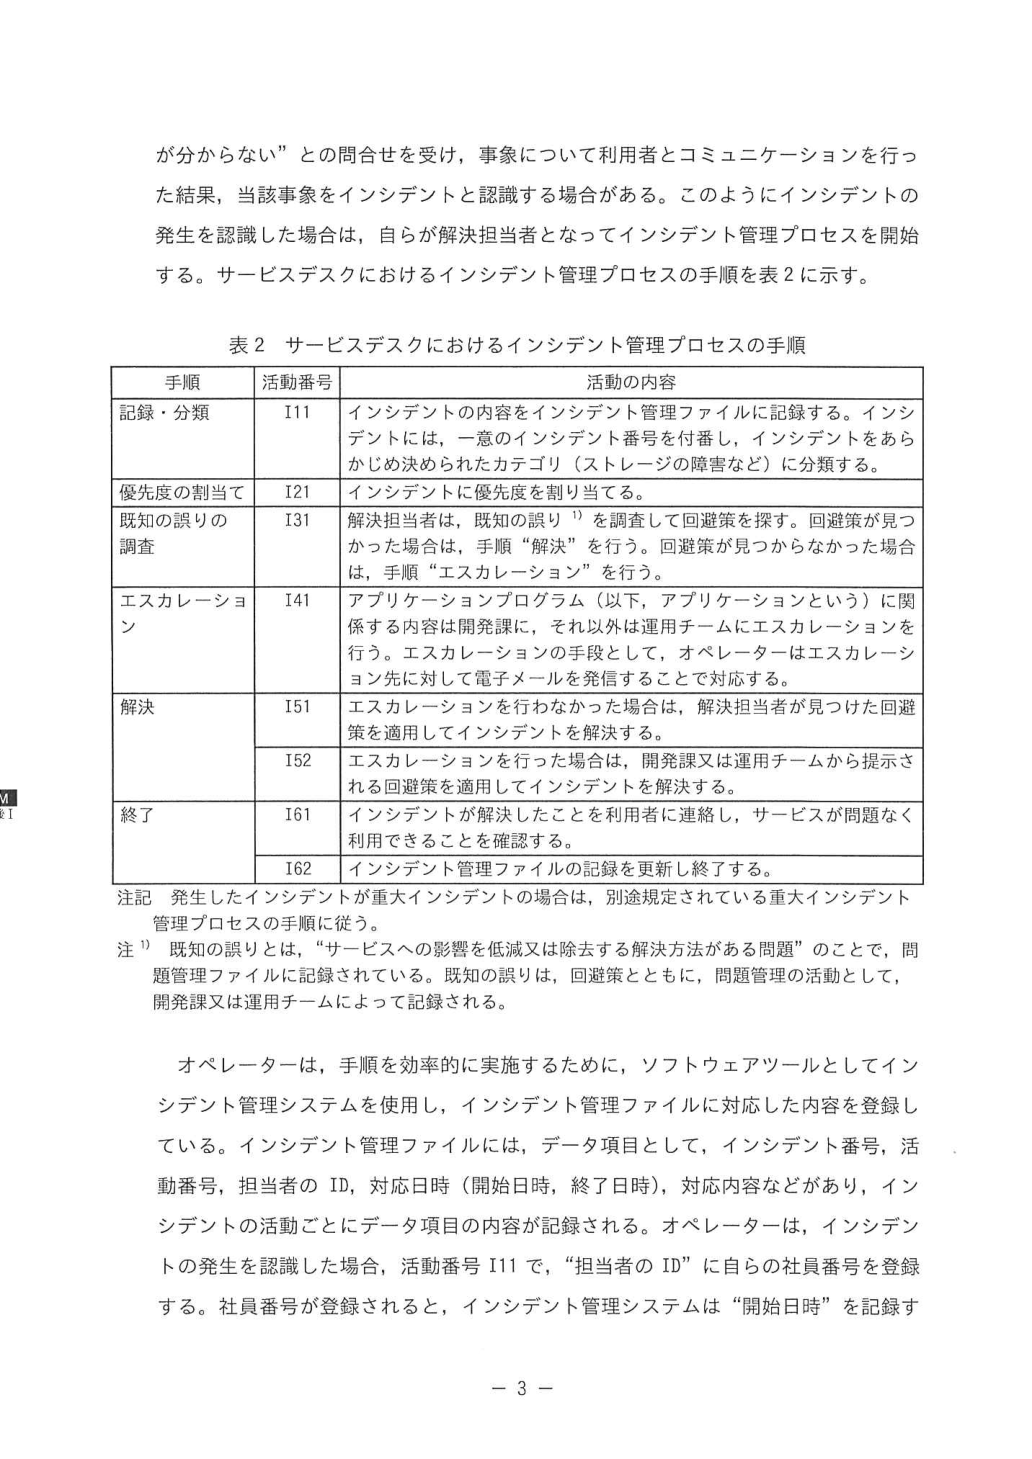 が分からない”との問合せを受け，事象について利用者とコミュニケーションを行っ
た結果，当該事象をインシデントと認識する場合がある。このようにインシデントの
発生を認識した場合は，自らが解決担当者となってインシデント管理プロセスを開始
する。サービスデスクにおけるインシデント管理プロセスの手順を表2に示す。
表2　サービスデスクにおけるインシデント管理プロセスの手順
手順　活動番号　活動の内容
記録・分類　I11　インシデントの内容をインシデント管理ファイルに記録する。インシ
デントには，一意のインシデント番号を付番し，インシデントをあら
かじめ決められたカテゴリ（ストレージの障害など）に分類する。
優先度の割当て　I21　インシデントに優先度を割り当てる。
既知の誤りの　I31　解決担当者は，既知の誤り 1) を調査して回避策を探す。回避策が見つ
調査　かった場合は，手順“解決”を行う。回避策が見つからなかった場合
は，手順“エスカレーション”を行う。
エスカレーショ　I41　アプリケーションプログラム（以下，アプリケーションという）に関
ン　係する内容は開発課に，それ以外は運用チームにエスカレーションを
行う。エスカレーションの手段として，オペレーターはエスカレーシ
ョン先に対して電子メールを発信することで対応する。
解決　I51　エスカレーションを行わなかった場合は，解決担当者が見つけた回避
策を適用してインシデントを解決する。
I52　エスカレーションを行った場合は，開発課又は運用チームから提示さ
れる回避策を適用してインシデントを解決する。
終了　I61　インシデントが解決したことを利用者に連絡し，サービスが問題なく
利用できることを確認する。
I62　インシデント管理ファイルの記録を更新し終了する。
注記　発生したインシデントが重大インシデントの場合は，別途規定されている重大インシデント
管理プロセスの手順に従う。
注 1)　既知の誤りとは，“サービスへの影響を低減又は除去する解決方法がある問題”のことで，問
題管理ファイルに記録されている。既知の誤りは，回避策とともに，問題管理の活動として，
開発課又は運用チームによって記録される。
オペレーターは，手順を効率的に実施するために，ソフトウェアツールとしてイン
シデント管理システムを使用し，インシデント管理ファイルに対応した内容を登録し
ている。インシデント管理ファイルには，データ項目として，インシデント番号，活
動番号，担当者の ID，対応日時（開始日時，終了日時），対応内容などがあり，イン
シデントの活動ごとにデータ項目の内容が記録される。オペレーターは，インシデン
トの発生を認識した場合，活動番号 I11 で，“担当者の ID”に自らの社員番号を登録
する。社員番号が登録されると，インシデント管理システムは“開始日時”を記録す
－ 3 －